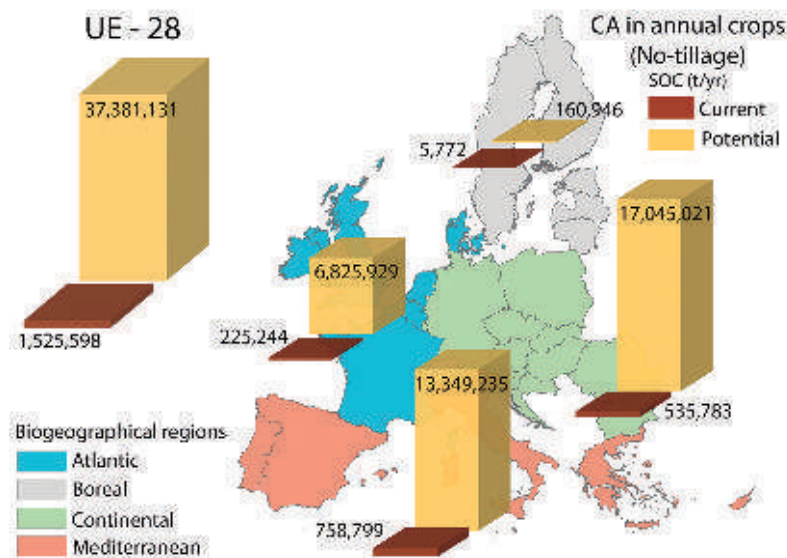 UE - 28
CA in annual crops
(No-tillage)
SOC (t/yr)
Current
Potential
37,381,131
1,525,598
160,946
5,772
17,045,021
535,783
6,825,929
225,244
13,349,235
758,799
Biogeographical regions
Atlantic
Boreal
Continental
Mediterranean